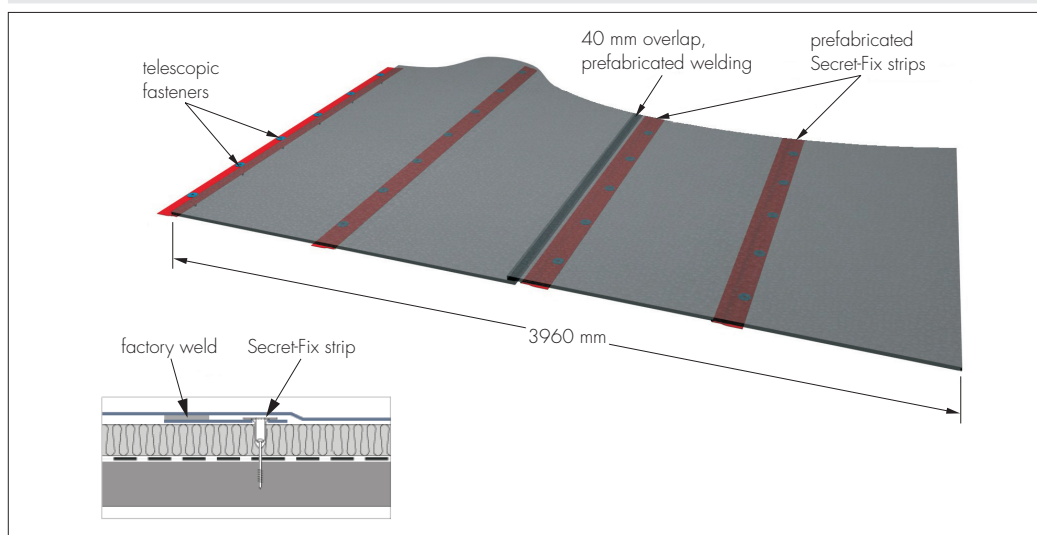 40 mm overlap,
prefabricated welding
prefabricated
Secret-Fix strips
telescopic
fasteners
3960 mm
factory weld
Secret-Fix strip